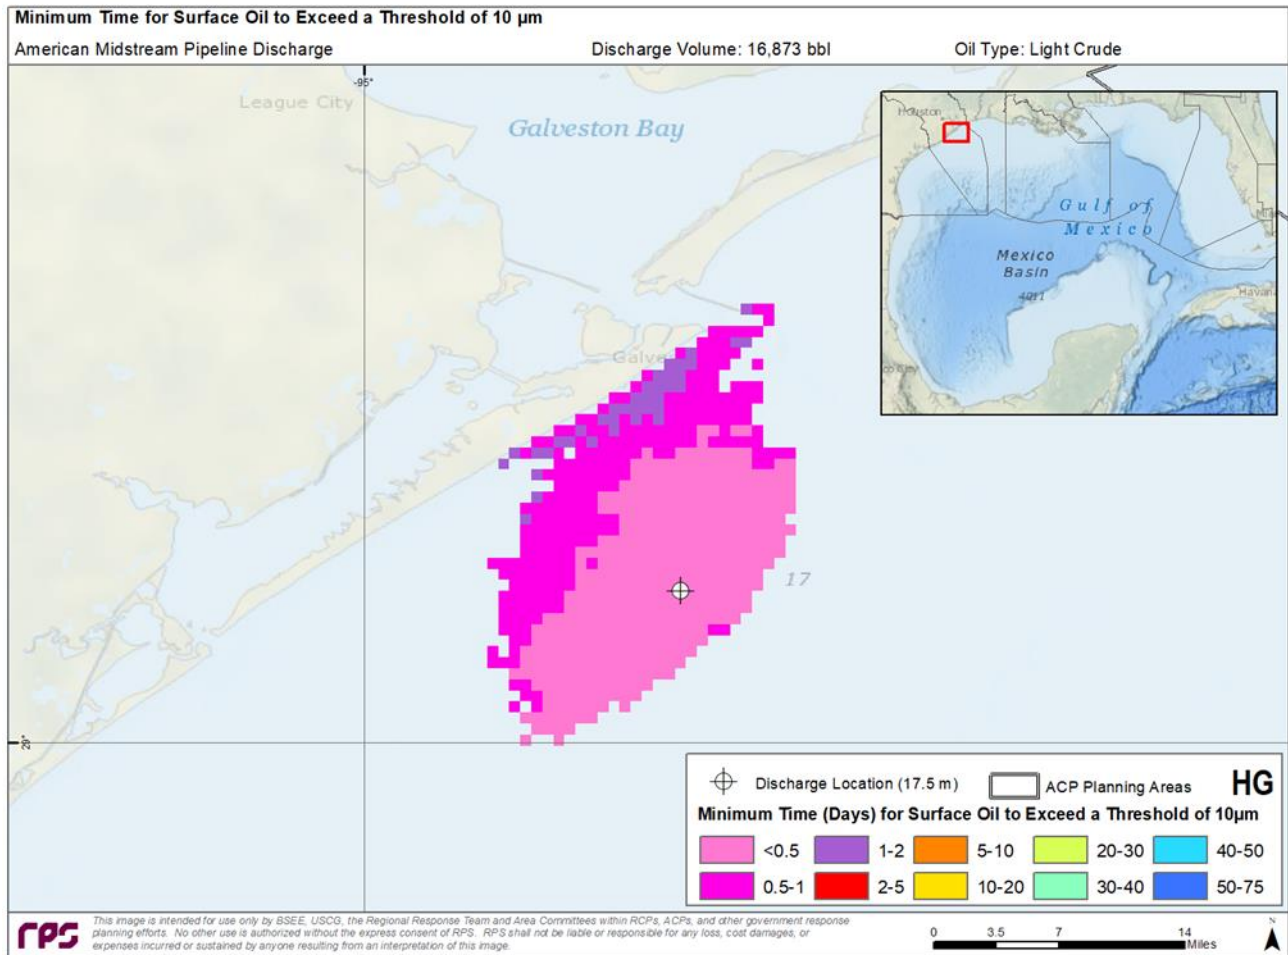 Minimum Time for Surface Oil to Exceed a Threshold of 10 µm
American Midstream Pipeline Discharge
Discharge Volume: 16,873 bbl
Oil Type: Light Crude
-95°
League City
Galveston Bay
Houston
Gulf of
Mexico
Mexico
Basin
Havana
17
29°
Discharge Location (17.5 m)
ACP Planning Areas
HG
Minimum Time (Days) for Surface Oil to Exceed a Threshold of 10µm
<0.5
1-2
5-10
20-30
40-50
0.5-1
2-5
10-20
30-40
50-75
rps
This image is intended for use only by BSEE, USCG, the Regional Response Team and Area Committees within RCPs, ACPs, and other government response
planning efforts. No other use is authorized without the express consent of RPS. RPS shall not be liable or responsible for any loss, cost damages, or
expenses incurred or sustained by anyone resulting from an interpretation of this image.
0
3.5
7
14
Miles
N